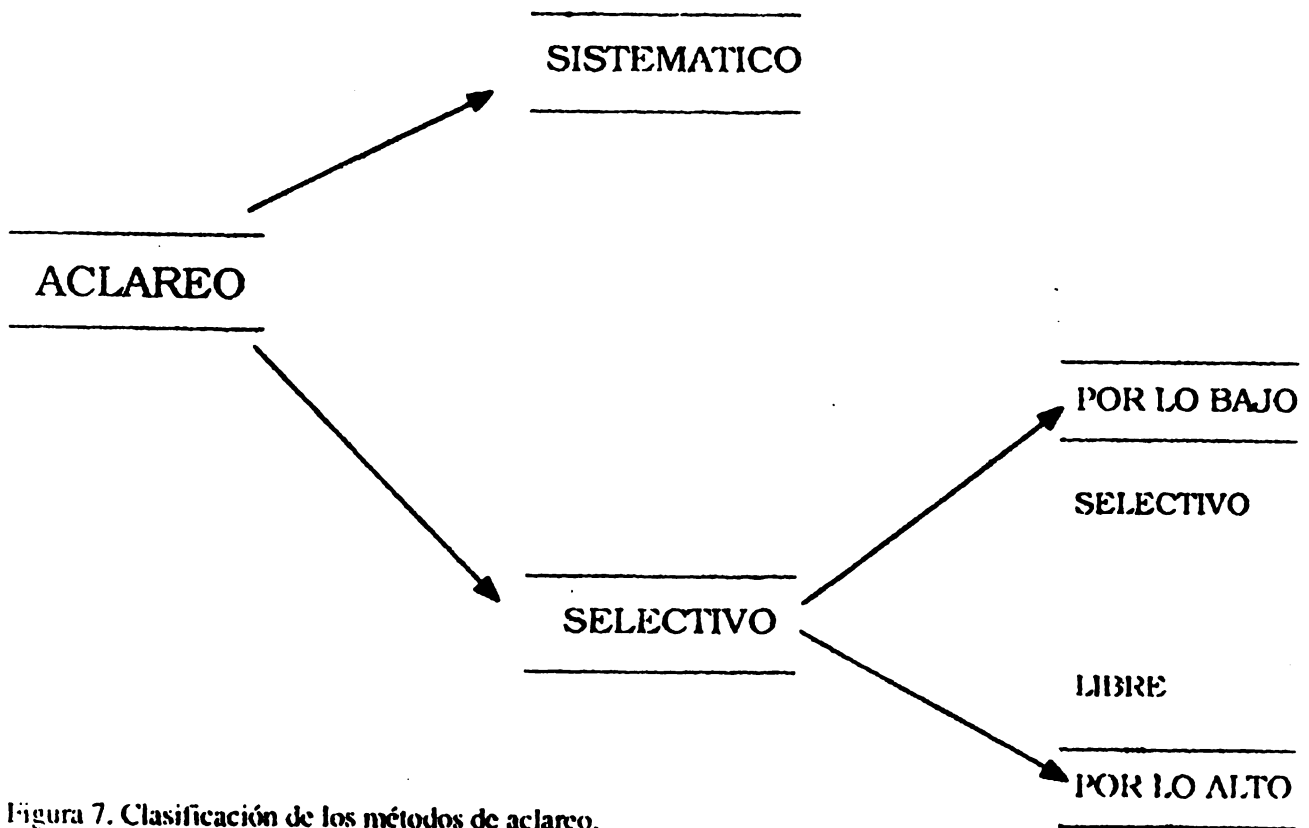 SISTEMATICO
ACLAREO
POR LO BAJO
SELECTIVO
SELECTIVO
LIBRE
POR LO ALTO
Figura 7. Clasificación de los métodos de aclareo.